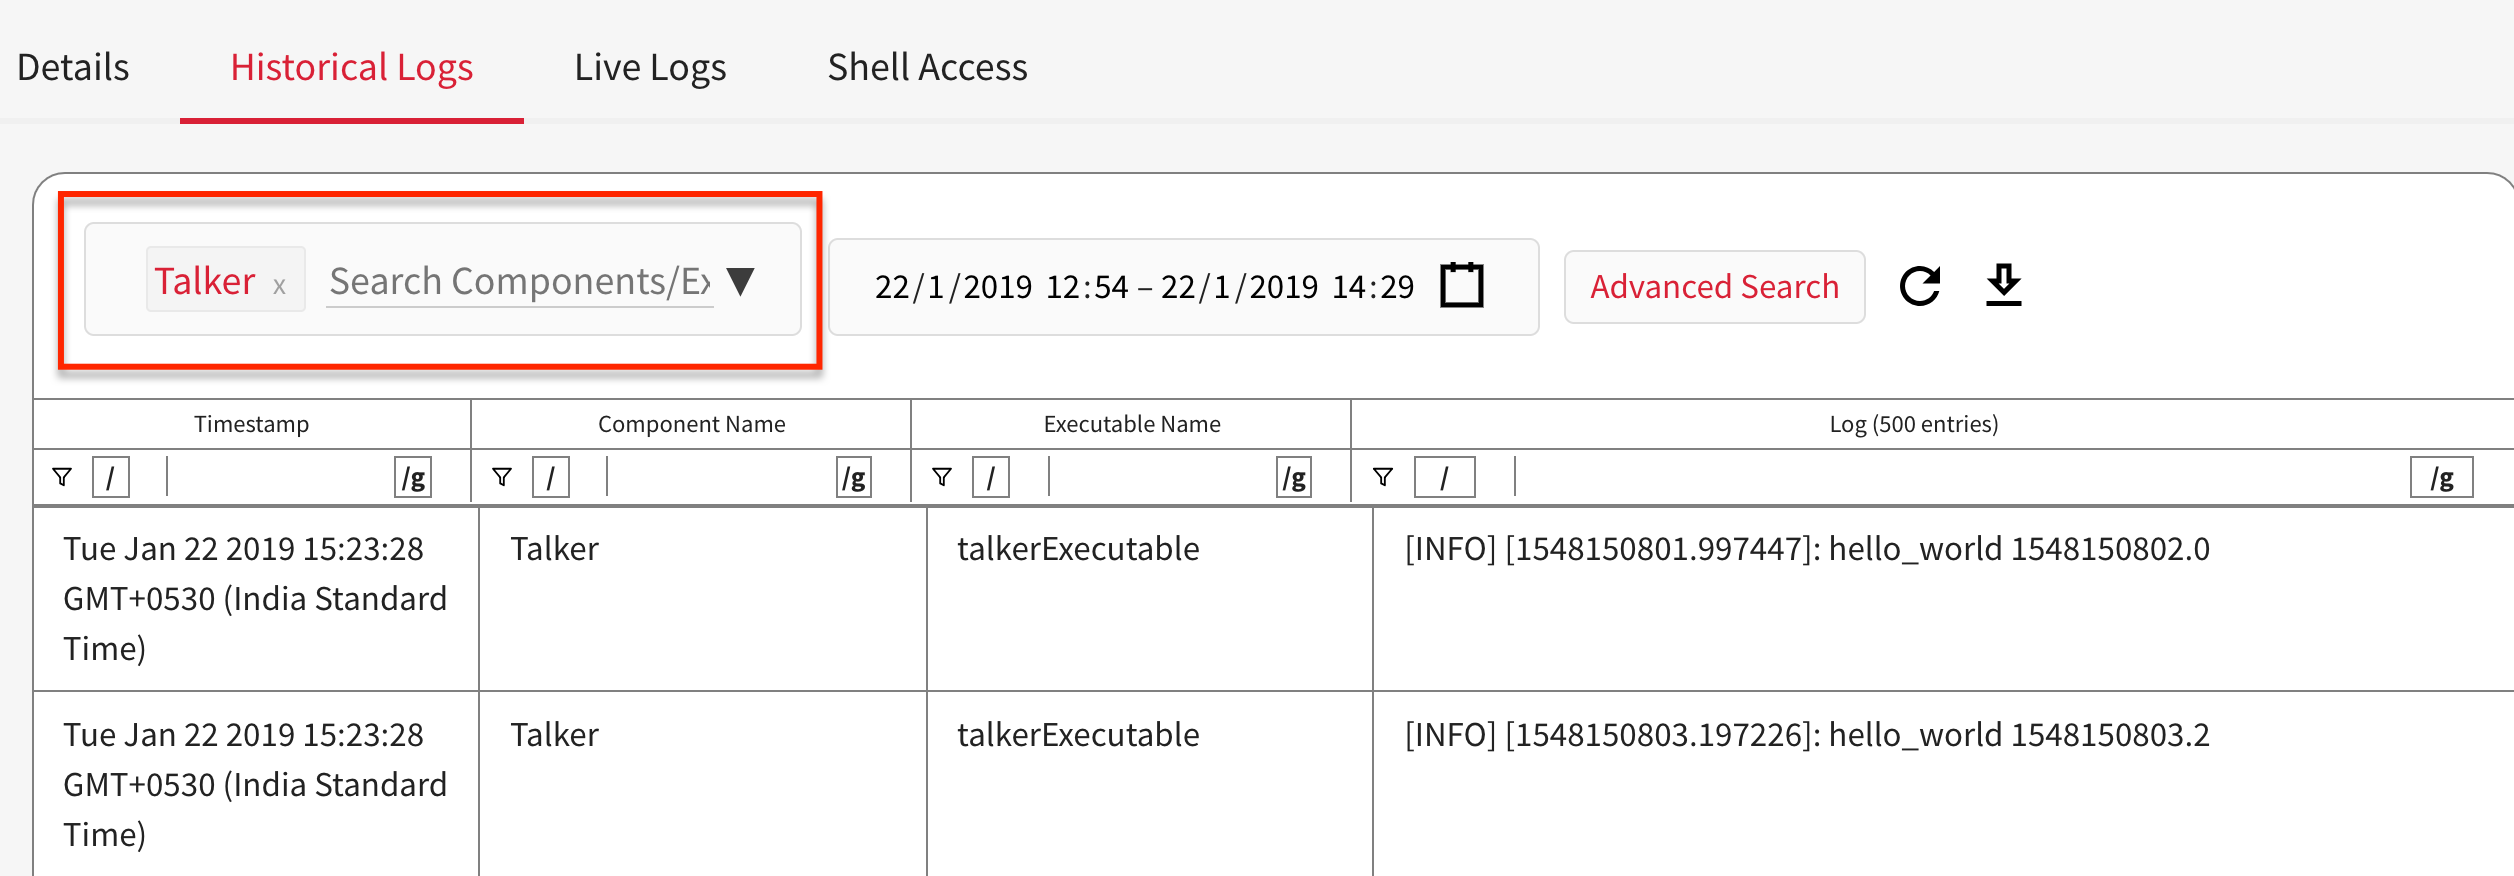 Details Historical Logs Live Logs Shell Access
Talker x Search Components/Ex 22/1/2019 12:54 – 22/1/2019 14:29 Advanced Search
Timestamp Component Name Executable Name Log (500 entries)
/ /g / /g / /g / /g
Tue Jan 22 2019 15:23:28 Talker talkerExecutable [INFO] [1548150801.997447]: hello_world 1548150802.0
GMT+0530 (India Standard
Time)
Tue Jan 22 2019 15:23:28 Talker talkerExecutable [INFO] [1548150803.197226]: hello_world 1548150803.2
GMT+0530 (India Standard
Time)